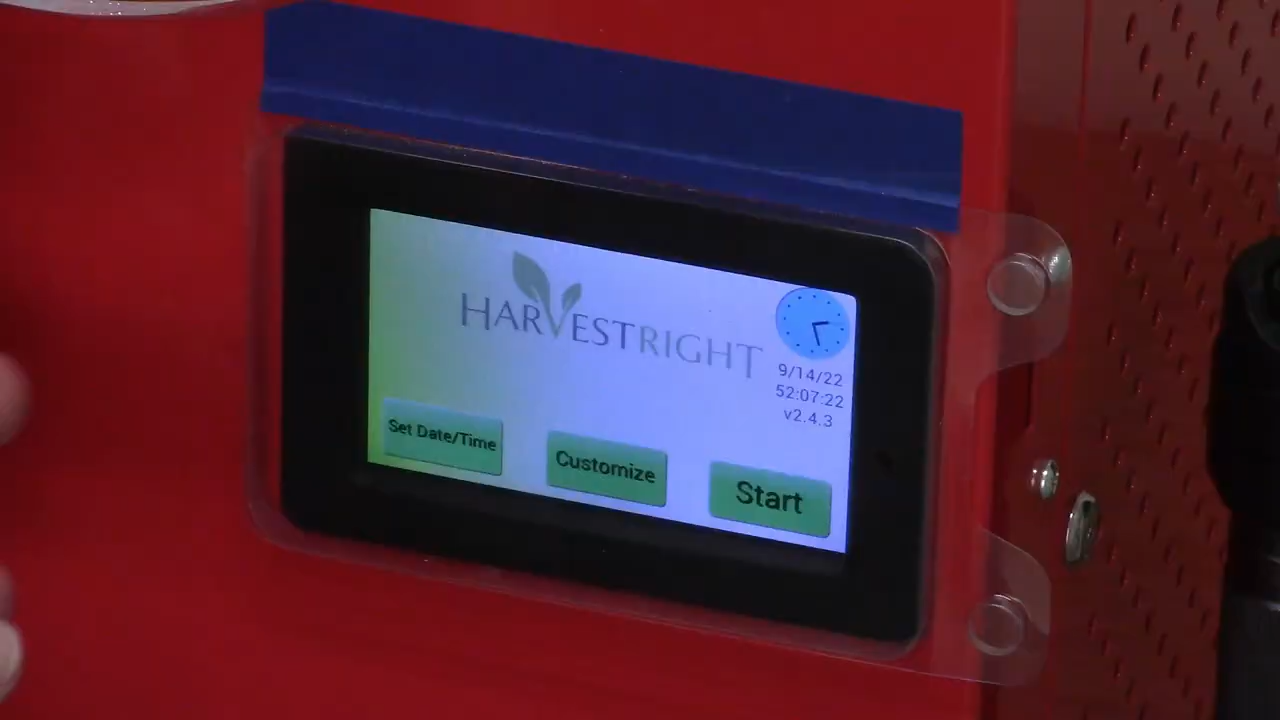 HARVESTRIGHT
9/14/22
52:07:22
v2.4.3
Set Date/Time
Customize
Start